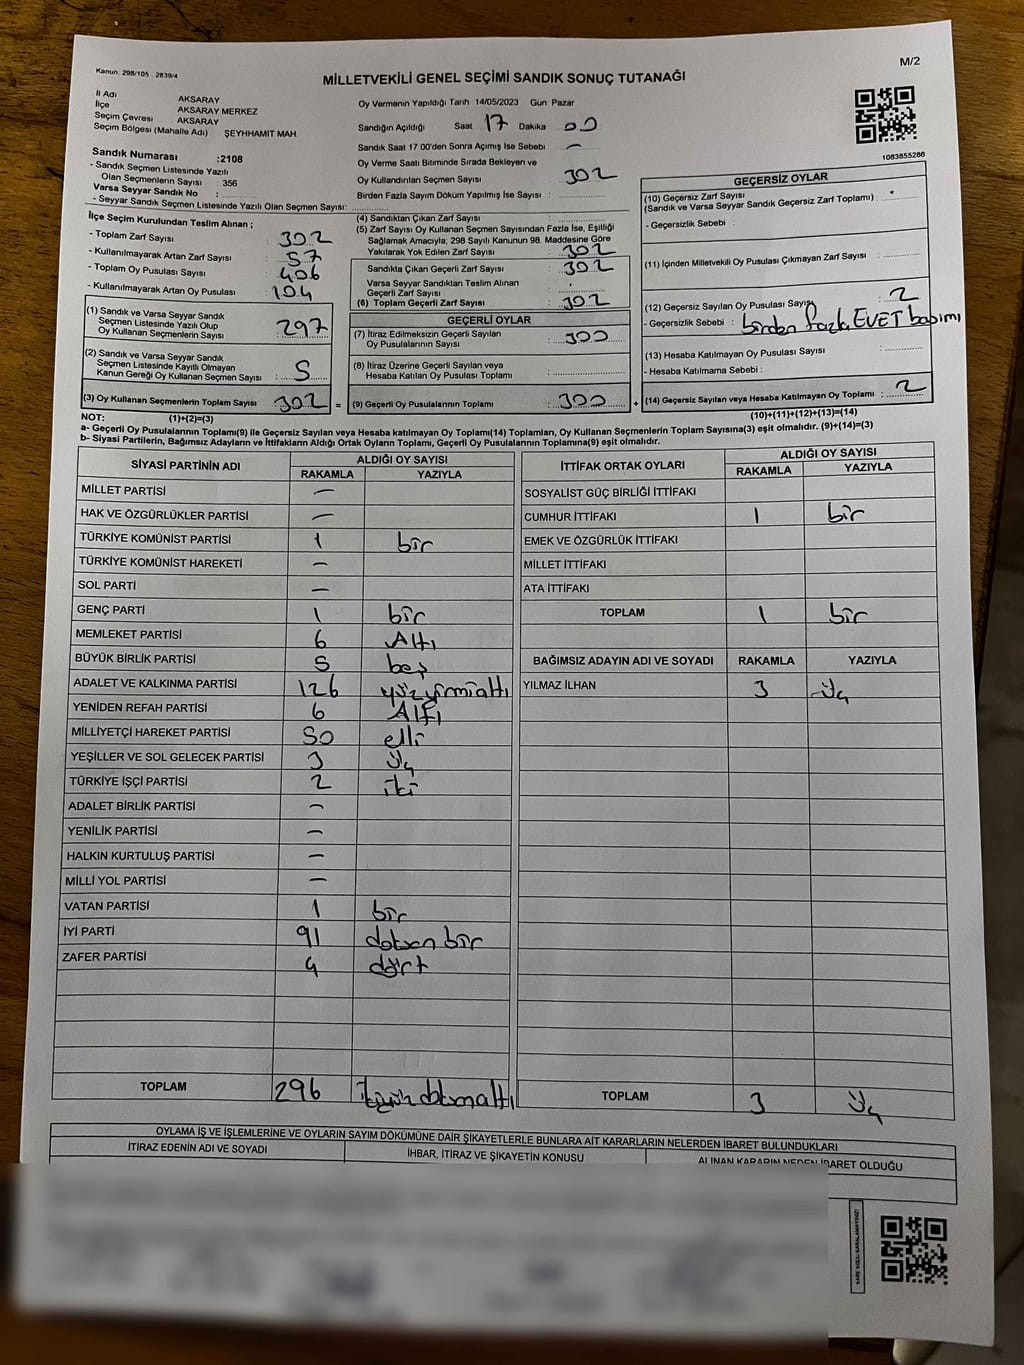 Kanun: 298/105 , 2839/4
M/2
MİLLETVEKİLİ GENEL SEÇİMİ SANDIK SONUÇ TUTANAĞI
İl Adı AKSARAY
İlçe AKSARAY MERKEZ
Seçim Çevresi AKSARAY
Seçim Bölgesi (Mahalle Adı) ŞEYHHAMİT MAH
Sandık Numarası :2108
- Sandık Seçmen Listesinde Yazılı
Olan Seçmenlerin Sayısı : 356
Varsa Seyyar Sandık No :
- Seyyar Sandık Seçmen Listesinde Yazılı Olan Seçmen Sayısı:
Oy Vermenin Yapıldığı Tarih 14/05/2023 Gün Pazar
Sandığın Açıldığı Saat 17 Dakika 00
Sandık Saat 17 00'den Sonra Açımış İse Sebebi –
Oy Verme Saati Bitiminde Sırada Bekleyen ve
Oy Kullandırılan Seçmen Sayısı 302
Birden Fazla Sayım Döküm Yapılmış İse Sayısı :
1083855286
İlçe Seçim Kurulundan Teslim Alınan ;
- Toplam Zarf Sayısı : 302
- Kullanılmayarak Artan Zarf Sayısı : 57
- Toplam Oy Pusulası Sayısı : 406
- Kullanılmayarak Artan Oy Pusulası : 104
(1) Sandık ve Varsa Seyyar Sandık
Seçmen Listesinde Yazılı Olup
Oy Kullanan Seçmenlerin Sayısı : 297
(2) Sandık ve Varsa Seyyar Sandık
Seçmen Listesinde Kayıtlı Olmayan
Kanun Gereği Oy Kullanan Seçmen Sayısı : 5
(3) Oy Kullanan Seçmenlerin Toplam Sayısı 302 =
(4) Sandıktan Çıkan Zarf Sayısı :
(5) Zarf Sayısı Oy Kullanan Seçmen Sayısından Fazla İse, Eşitliği
Sağlamak Amacıyla; 298 Sayılı Kanunun 98. Maddesine Göre
Yakılarak Yok Edilen Zarf Sayısı : 302
Sandıkta Çıkan Geçerli Zarf Sayısı : 302
Varsa Seyyar Sandıktan Teslim Alınan
Geçerli Zarf Sayısı :
(6) Toplam Geçerli Zarf Sayısı : 302
GEÇERLİ OYLAR
(7) İtiraz Edilmeksizin Geçerli Sayılan
Oy Pusulalarının Sayısı : 300
(8) İtiraz Üzerine Geçerli Sayılan veya
Hesaba Katılan Oy Pusulası Toplamı :
(9) Geçerli Oy Pusulalarının Toplamı : 300 +
GEÇERSİZ OYLAR
(10) Geçersiz Zarf Sayısı
(Sandık ve Varsa Seyyar Sandık Geçersiz Zarf Toplamı) :
- Geçersizlik Sebebi :
(11) İçinden Milletvekili Oy Pusulası Çıkmayan Zarf Sayısı :
(12) Geçersiz Sayılan Oy Pusulası Sayısı : 2
- Geçersizlik Sebebi : birden fazla EVET basımı
(13) Hesaba Katılmayan Oy Pusulası Sayısı :
- Hesaba Katılmama Sebebi :
(14) Geçersiz Sayılan veya Hesaba Katılmayan Oy Toplamı : 2
(10)+(11)+(12)+(13)=(14)
NOT: (1)+(2)=(3)
a- Geçerli Oy Pusulalarının Toplamı(9) ile Geçersiz Sayılan veya Hesaba katılmayan Oy Toplamı(14) Toplamları, Oy Kullanan Seçmenlerin Toplam Sayısına(3) eşit olmalıdır. (9)+(14)=(3)
b- Siyasi Partilerin, Bağımsız Adayların ve İttifakların Aldığı Ortak Oyların Toplamı, Geçerli Oy Pusulalarının Toplamına(9) eşit olmalıdır.
SİYASİ PARTİNİN ADI ALDIĞI OY SAYISI
RAKAMLA YAZIYLA
MİLLET PARTİSİ –
HAK VE ÖZGÜRLÜKLER PARTİSİ –
TÜRKİYE KOMÜNİST PARTİSİ 1 bir
TÜRKİYE KOMÜNİST HAREKETİ –
SOL PARTİ –
GENÇ PARTİ 1 bir
MEMLEKET PARTİSİ 6 Altı
BÜYÜK BİRLİK PARTİSİ 5 beş
ADALET VE KALKINMA PARTİSİ 126 yüzyirmialtı
YENİDEN REFAH PARTİSİ 6 Altı
MİLLİYETÇİ HAREKET PARTİSİ 50 elli
YEŞİLLER VE SOL GELECEK PARTİSİ 3 üç
TÜRKİYE İŞÇİ PARTİSİ 2 iki
ADALET BİRLİK PARTİSİ –
YENİLİK PARTİSİ –
HALKIN KURTULUŞ PARTİSİ –
MİLLİ YOL PARTİSİ –
VATAN PARTİSİ 1 bir
İYİ PARTİ 91 doksan bir
ZAFER PARTİSİ 4 dört
TOPLAM 296 ikiyüz doksan altı
İTTİFAK ORTAK OYLARI ALDIĞI OY SAYISI
RAKAMLA YAZIYLA
SOSYALİST GÜÇ BİRLİĞİ İTTİFAKI
CUMHUR İTTİFAKI 1 bir
EMEK VE ÖZGÜRLÜK İTTİFAKI
MİLLET İTTİFAKI
ATA İTTİFAKI
TOPLAM 1 bir
BAĞIMSIZ ADAYIN ADI VE SOYADI RAKAMLA YAZIYLA
YILMAZ İLHAN 3 üç
TOPLAM 3 üç
OYLAMA İŞ VE İŞLEMLERİNE VE OYLARIN SAYIM DÖKÜMÜNE DAİR ŞİKAYETLERLE BUNLARA AİT KARARLARIN NELERDEN İBARET BULUNDUKLARI
İTİRAZ EDENİN ADI VE SOYADI İHBAR, İTİRAZ VE ŞİKAYETİN KONUSU ALINAN KARARIN NEDEN İBARET OLDUĞU
KARE KODU KARALAMAYINIZ!